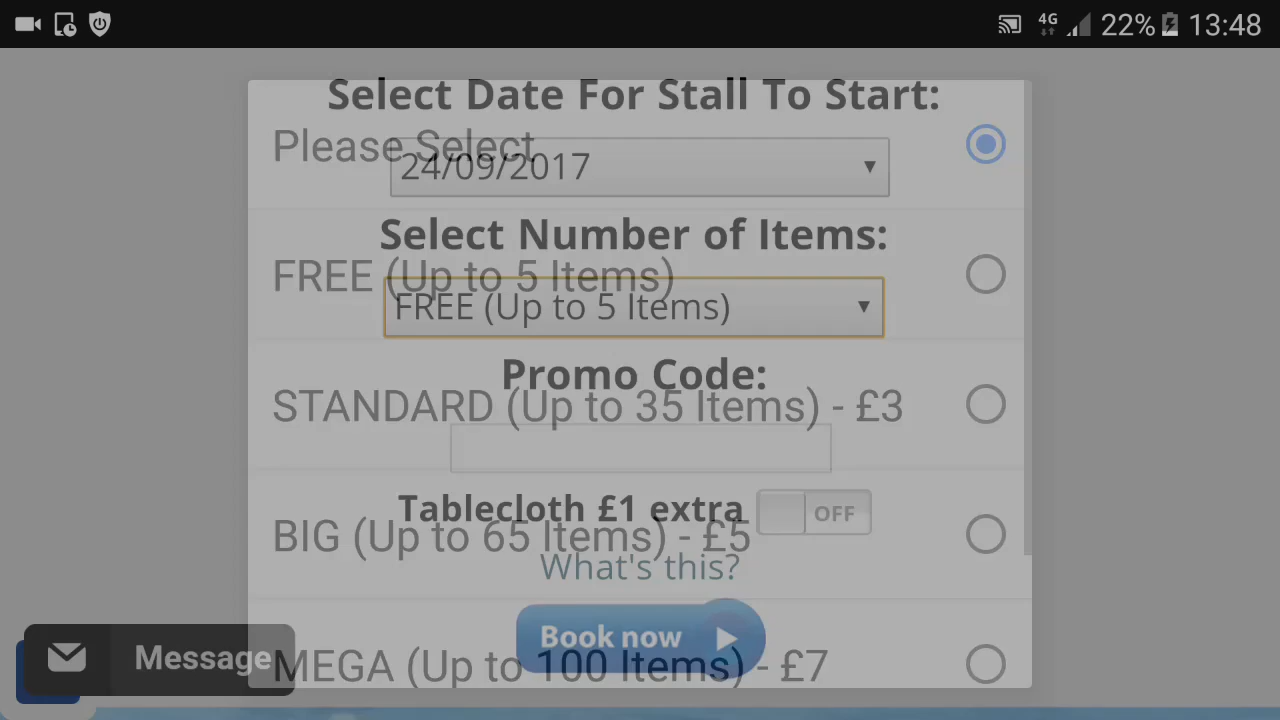 4G 22% 13:48
Select Date For Stall To Start:
Please Select
24/09/2017
Select Number of Items:
FREE (Up to 5 Items)
FREE (Up to 5 Items)
Promo Code:
STANDARD (Up to 35 Items) - £3
Tablecloth £1 extra OFF
BIG (Up to 65 Items) - £5
What's this?
Book now
Message
MEGA (Up to 100 Items) - £7